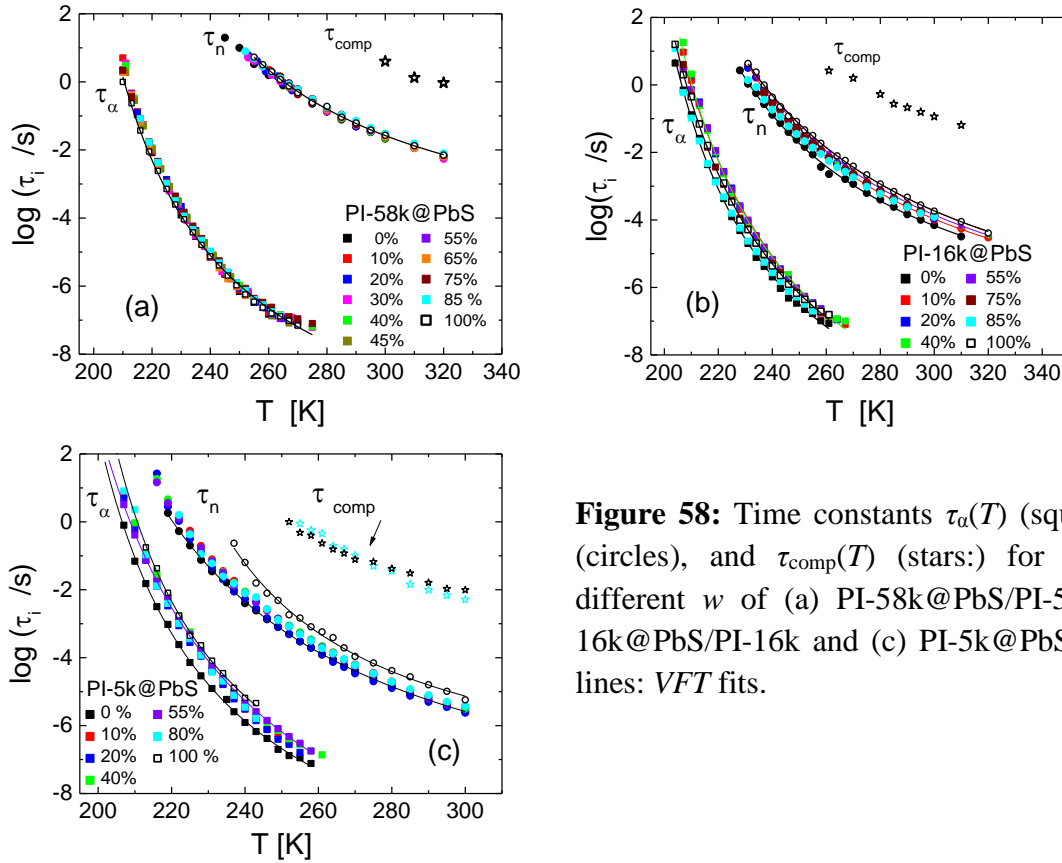 (a)
τn
τcomp
τα
log (τi /s)
2
0
-2
-4
-6
-8
PI-58k@PbS
0% 55%
10% 65%
20% 75%
30% 85 %
40% 100%
45%
200 220 240 260 280 300 320 340
T [K]
(b)
τcomp
τα
τn
log(τi /s)
2
0
-2
-4
-6
-8
PI-16k@PbS
0% 55%
10% 75%
20% 85%
40% 100%
200 220 240 260 280 300 320 340
T [K]
τα
τn
τcomp
log (τi /s)
2
0
-2
-4
-6
-8
PI-5k@PbS
0 % 55%
10% 80%
20% 100 %
40%
(c)
200 220 240 260 280 300
T [K]
Figure 58: Time constants τα(T)
(circles), and τcomp(T) (stars:) for
different w of (a) PI-58k@PbS/PI-5
16k@PbS/PI-16k and (c) PI-5k@PbS
lines: VFT fits.